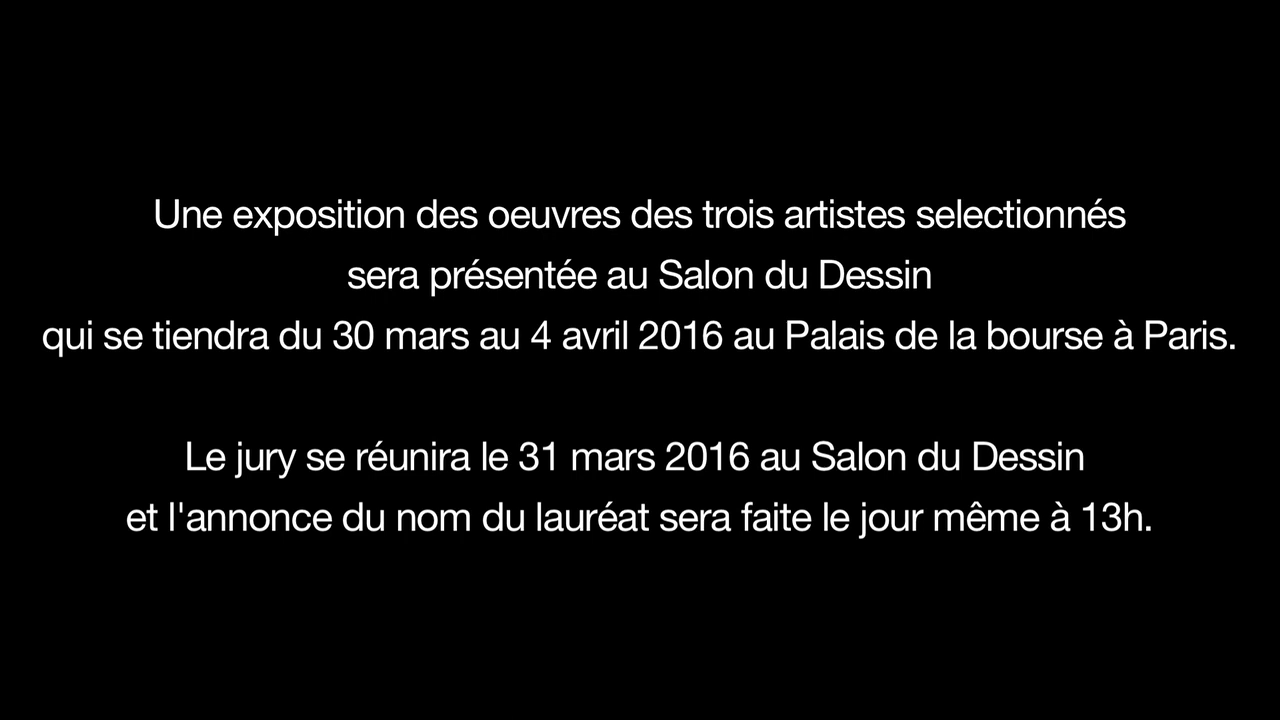 Une exposition des oeuvres des trois artistes selectionnés
sera présentée au Salon du Dessin
qui se tiendra du 30 mars au 4 avril 2016 au Palais de la bourse à Paris.
Le jury se réunira le 31 mars 2016 au Salon du Dessin
et l'annonce du nom du lauréat sera faite le jour même à 13h.